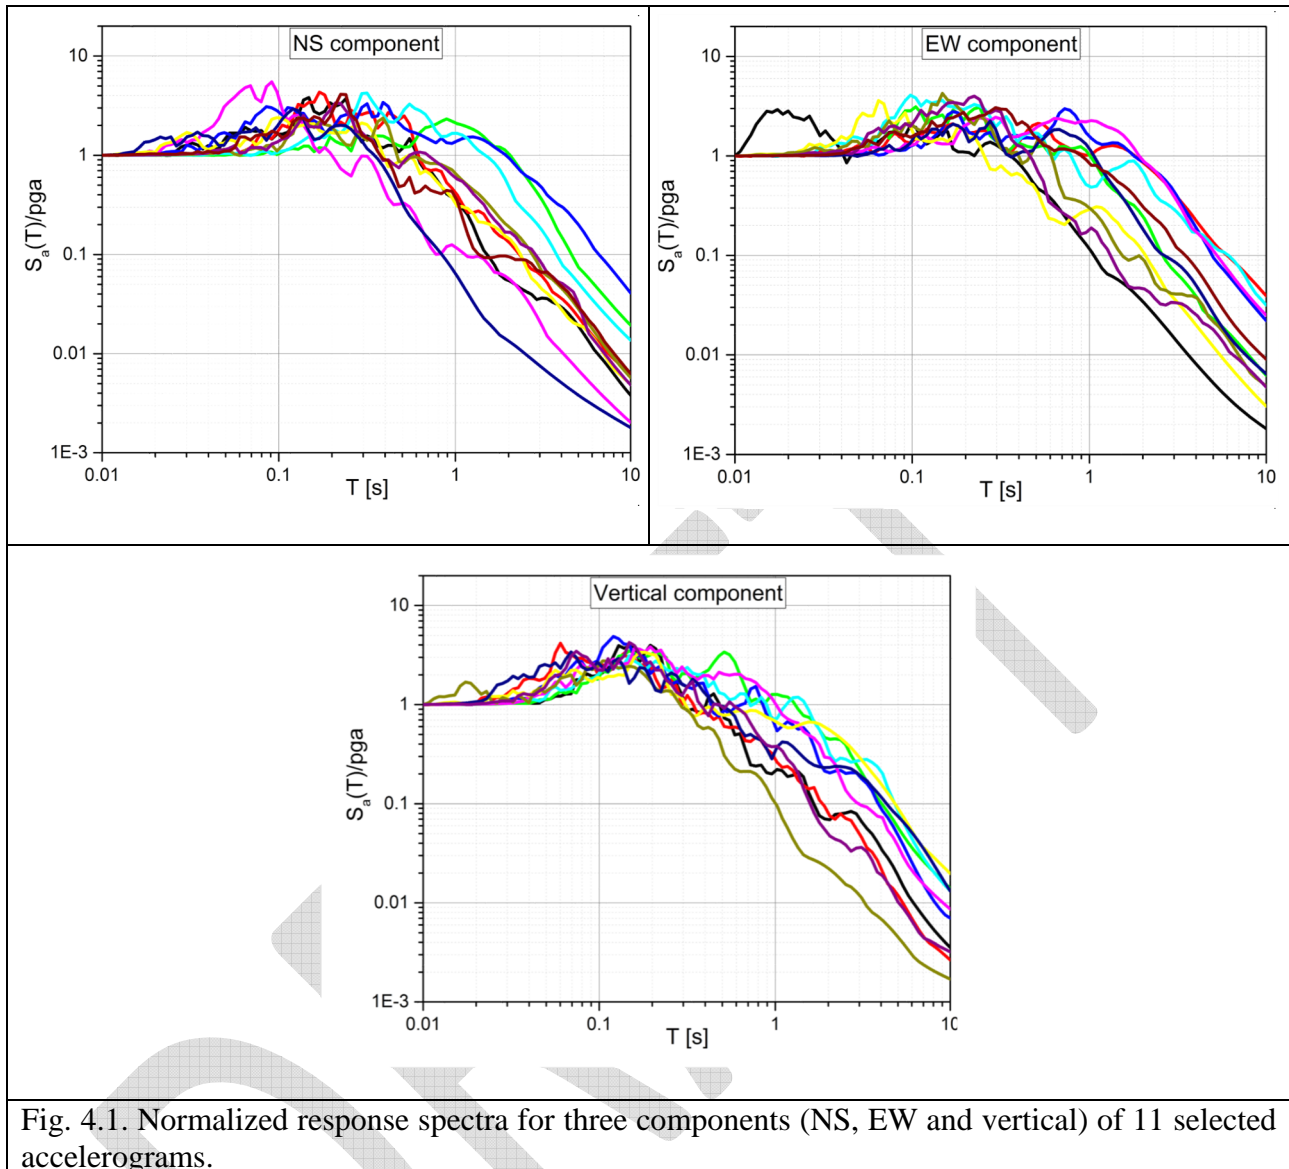 NS component
10
1
0.1
0.01
1E-3
Sa(T)/pga
0.01
0.1
1
10
T [s]
EW component
10
1
0.1
0.01
1E-3
Sa(T)/pga
0.01
0.1
1
10
T [s]
Vertical component
10
1
0.1
0.01
1E-3
Sa(T)/pga
0.01
0.1
1
10
T [s]
Fig. 4.1. Normalized response spectra for three components (NS, EW and vertical) of 11 selected
accelerograms.